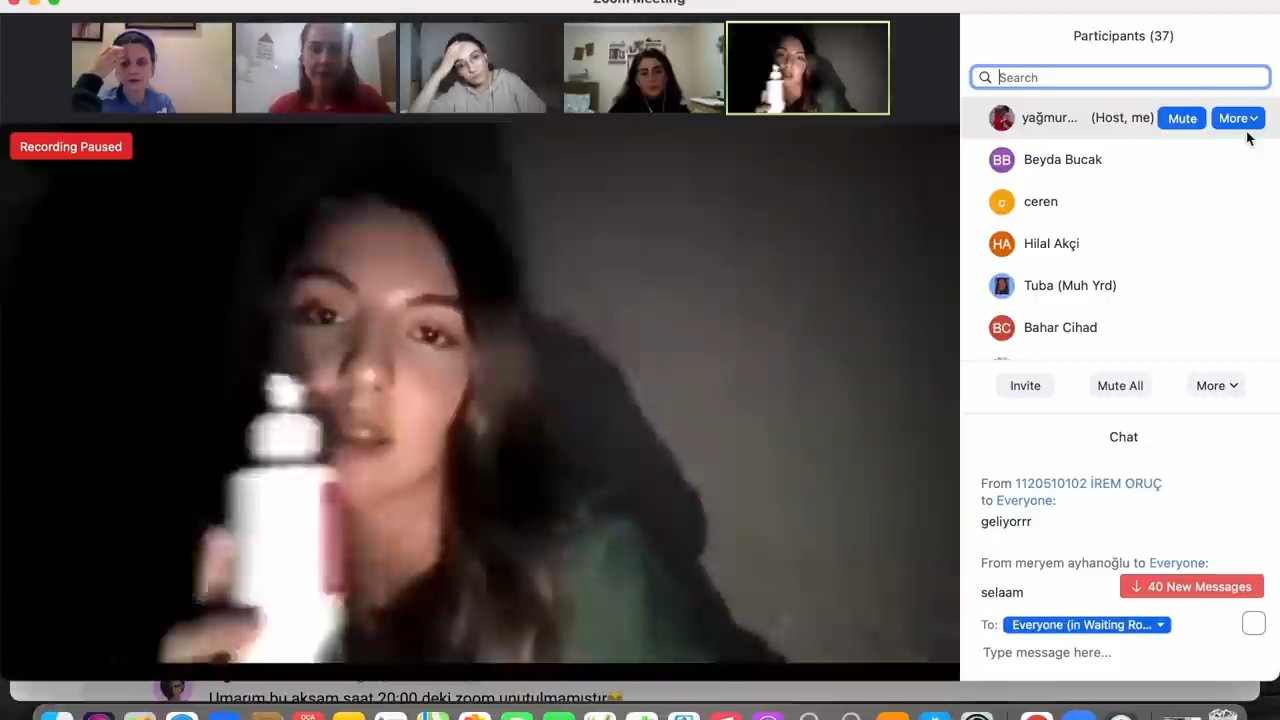 Zoom Meeting
Participants (37)
Search
yağmur... (Host, me) Mute More
BB Beyda Bucak
c ceren
HA Hilal Akçi
Tuba (Muh Yrd)
BC Bahar Cihad
Invite Mute All More
Recording Paused
Chat
From 1120510102 İREM ORUÇ
to Everyone:
geliyorrr
From meryem ayhanoğlu to Everyone:
selaam
40 New Messages
To: Everyone (in Waiting Ro...
Type message here...
Umarım bu akşam saat 20:00 deki zoom unutulmamıştır😂
OCA